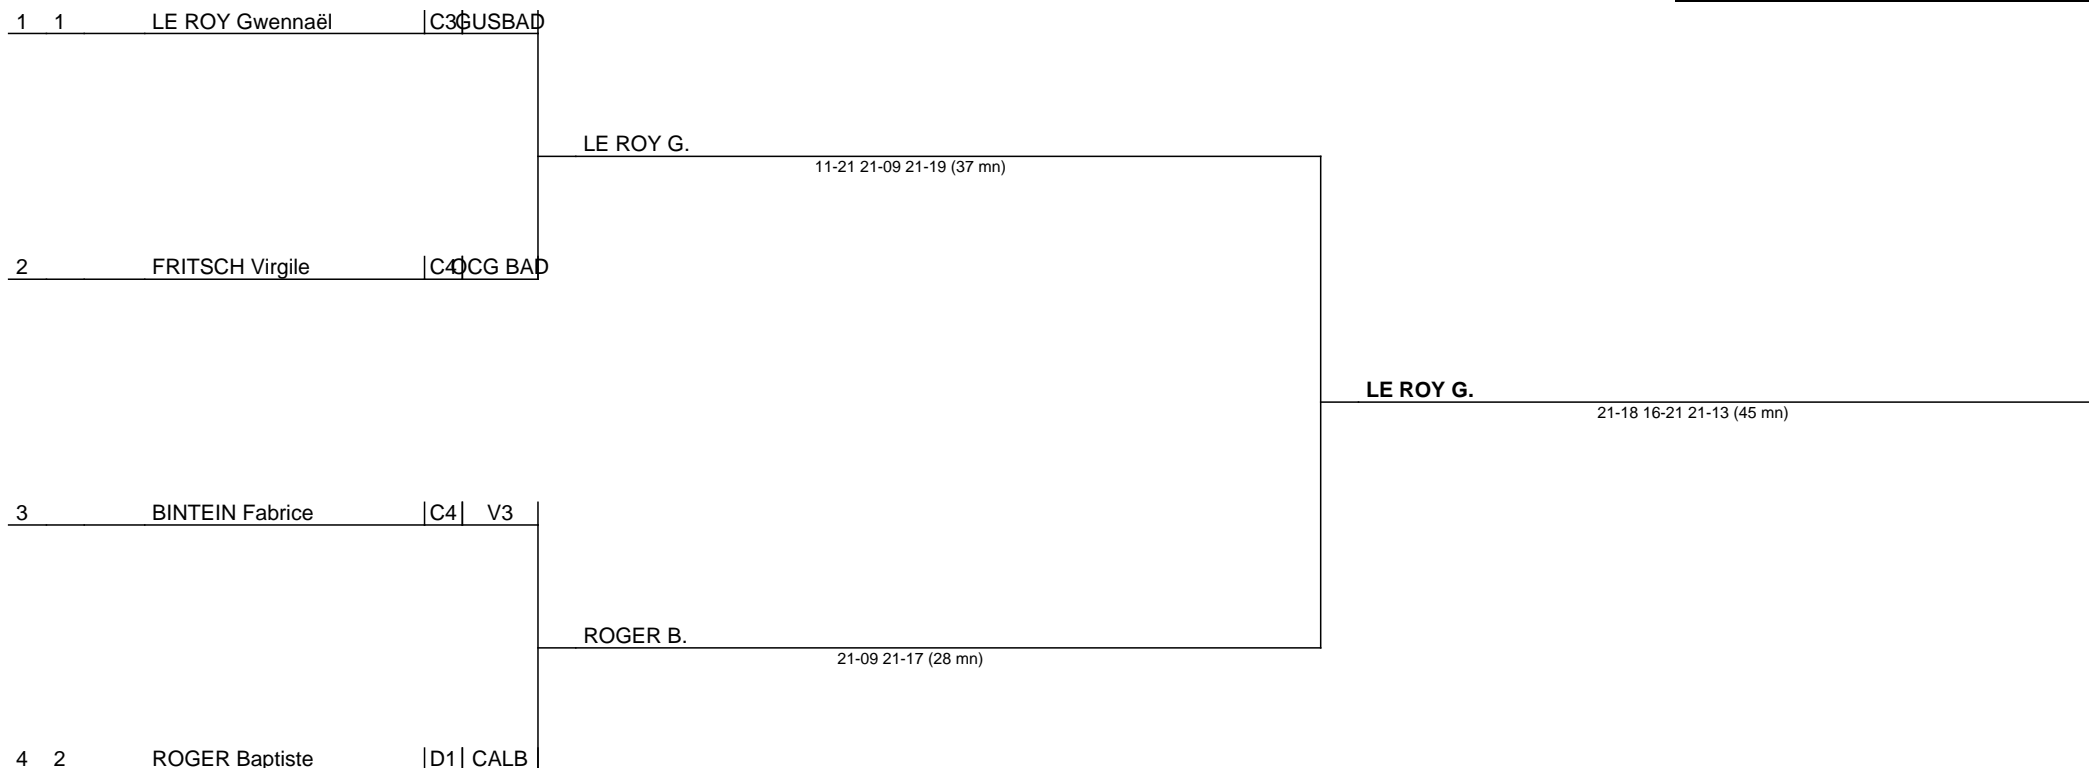 1 1 LE ROY Gwennaël C3 GUSBAD
LE ROY G.
11-21 21-09 21-19 (37 mn)
2 FRITSCH Virgile C4 OCG BAD
LE ROY G.
21-18 16-21 21-13 (45 mn)
3 BINTEIN Fabrice C4 V3
ROGER B.
21-09 21-17 (28 mn)
4 2 ROGER Baptiste D1 CALB